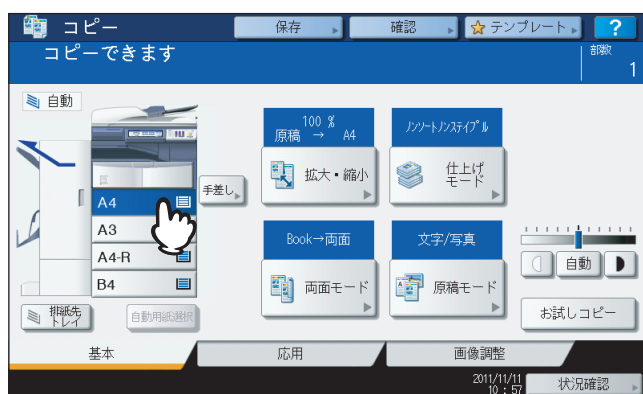 コピー
保存
確認
テンプレート
?
コピーできます
部数
1
自動
100 %
原稿 → A4
ノンソートノンステイプル
拡大・縮小
仕上げ
モード
手差し
A4
A3
A4-R
B4
Book→両面
文字/写真
両面モード
原稿モード
自動
排紙先
トレイ
自動用紙選択
お試しコピー
基本
応用
画像調整
2011/11/11
10 : 57
状況確認